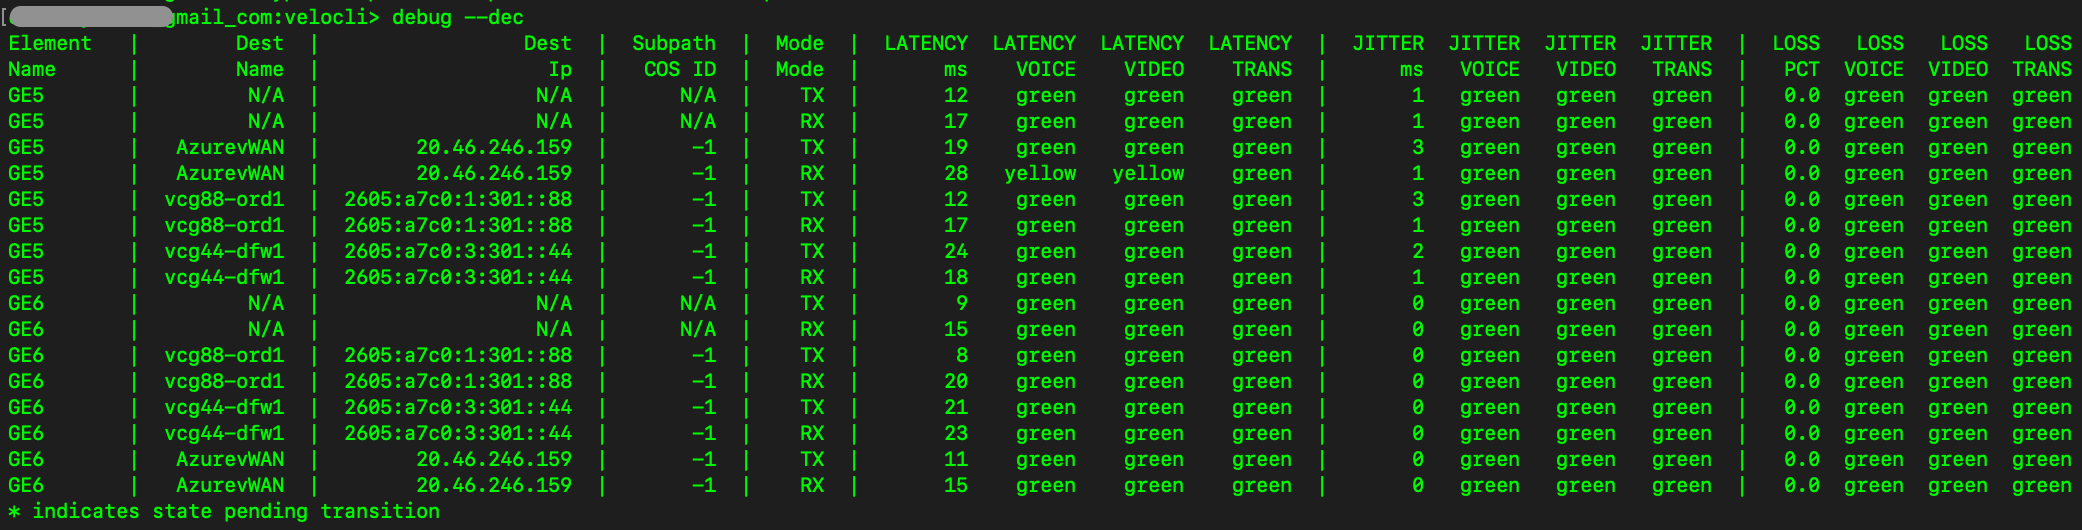 gmail_com:velocli> debug --dec
Element | Dest | Dest | Subpath | Mode | LATENCY LATENCY LATENCY LATENCY | JITTER JITTER JITTER JITTER | LOSS LOSS LOSS LOSS
Name | Name | Ip | COS ID | Mode | ms VOICE VIDEO TRANS | ms VOICE VIDEO TRANS | PCT VOICE VIDEO TRANS
GE5 | N/A | N/A | N/A | TX | 12 green green green | 1 green green green | 0.0 green green green
GE5 | N/A | N/A | N/A | RX | 17 green green green | 1 green green green | 0.0 green green green
GE5 | AzurevWAN | 20.46.246.159 | -1 | TX | 19 green green green | 3 green green green | 0.0 green green green
GE5 | AzurevWAN | 20.46.246.159 | -1 | RX | 28 yellow yellow green | 1 green green green | 0.0 green green green
GE5 | vcg88-ord1 | 2605:a7c0:1:301::88 | -1 | TX | 12 green green green | 3 green green green | 0.0 green green green
GE5 | vcg88-ord1 | 2605:a7c0:1:301::88 | -1 | RX | 17 green green green | 1 green green green | 0.0 green green green
GE5 | vcg44-dfw1 | 2605:a7c0:3:301::44 | -1 | TX | 24 green green green | 2 green green green | 0.0 green green green
GE5 | vcg44-dfw1 | 2605:a7c0:3:301::44 | -1 | RX | 18 green green green | 1 green green green | 0.0 green green green
GE6 | N/A | N/A | N/A | TX | 9 green green green | 0 green green green | 0.0 green green green
GE6 | N/A | N/A | N/A | RX | 15 green green green | 0 green green green | 0.0 green green green
GE6 | vcg88-ord1 | 2605:a7c0:1:301::88 | -1 | TX | 8 green green green | 0 green green green | 0.0 green green green
GE6 | vcg88-ord1 | 2605:a7c0:1:301::88 | -1 | RX | 20 green green green | 0 green green green | 0.0 green green green
GE6 | vcg44-dfw1 | 2605:a7c0:3:301::44 | -1 | TX | 21 green green green | 0 green green green | 0.0 green green green
GE6 | vcg44-dfw1 | 2605:a7c0:3:301::44 | -1 | RX | 23 green green green | 0 green green green | 0.0 green green green
GE6 | AzurevWAN | 20.46.246.159 | -1 | TX | 11 green green green | 0 green green green | 0.0 green green green
GE6 | AzurevWAN | 20.46.246.159 | -1 | RX | 15 green green green | 0 green green green | 0.0 green green green
* indicates state pending transition